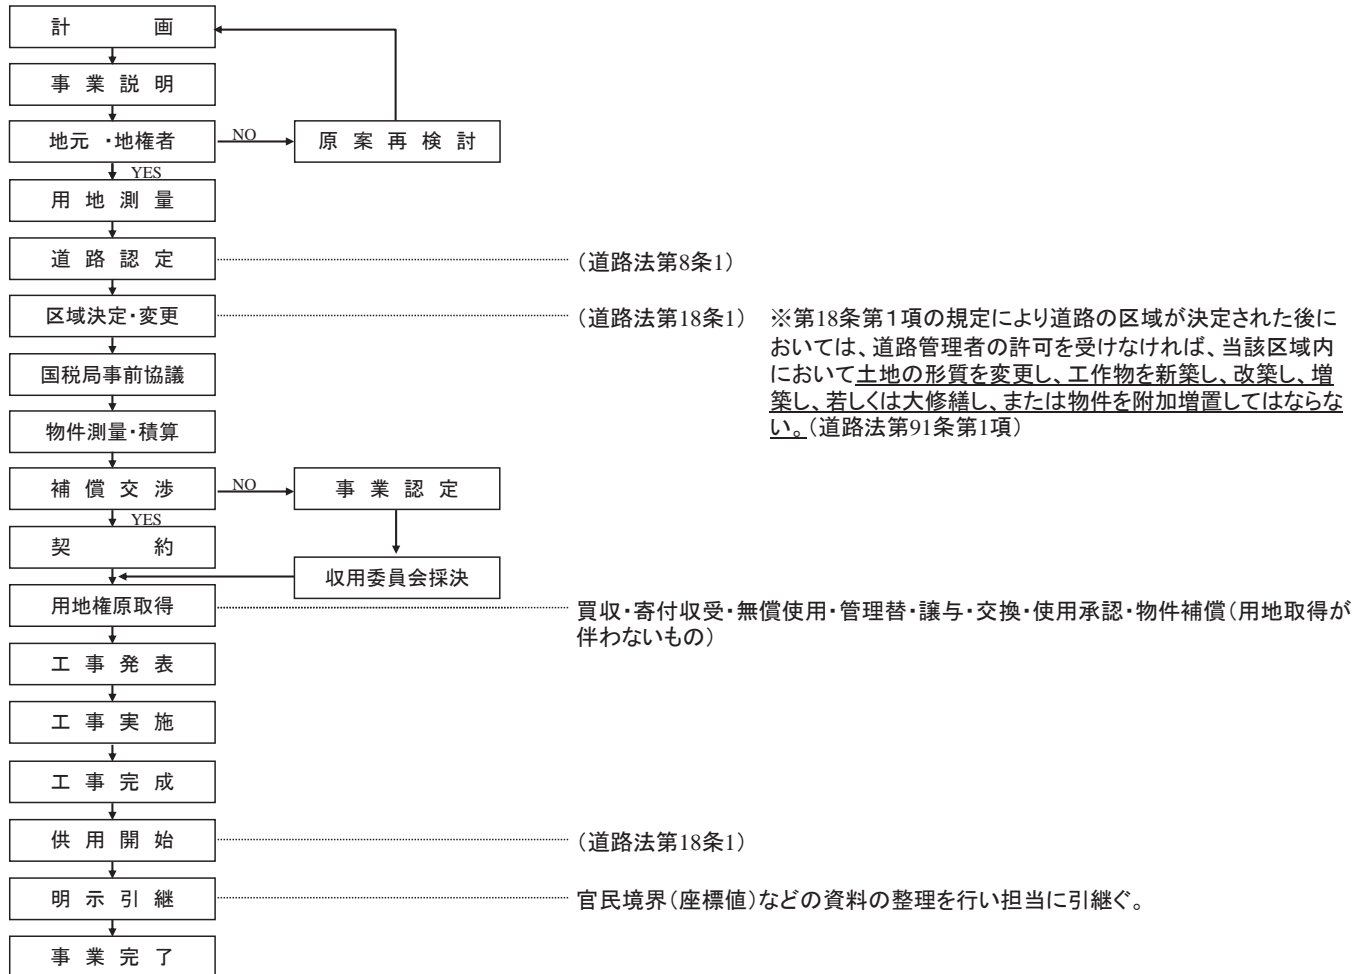 計　　　画
事 業 説 明
地元 ・地権者
NO
原 案 再 検 討
YES
用 地 測 量
道 路 認 定
（道路法第8条1）
区域決定・変更
（道路法第18条1）　※第18条第１項の規定により道路の区域が決定された後に
おいては、道路管理者の許可を受けなければ、当該区域内
において土地の形質を変更し、工作物を新築し、改築し、増
築し、若しくは大修繕し、または物件を附加増置してはならな
い。（道路法第91条第1項）
国税局事前協議
物件測量・積算
補 償 交 渉
NO
事 業 認 定
YES
契　　　約
収用委員会採決
用地権原取得
買収・寄付収受・無償使用・管理替・譲与・交換・使用承認・物件補償（用地取得が
伴わないもの）
工 事 発 表
工 事 実 施
工 事 完 成
供 用 開 始
（道路法第18条1）
明 示 引 継
官民境界（座標値）などの資料の整理を行い担当に引継ぐ。
事 業 完 了